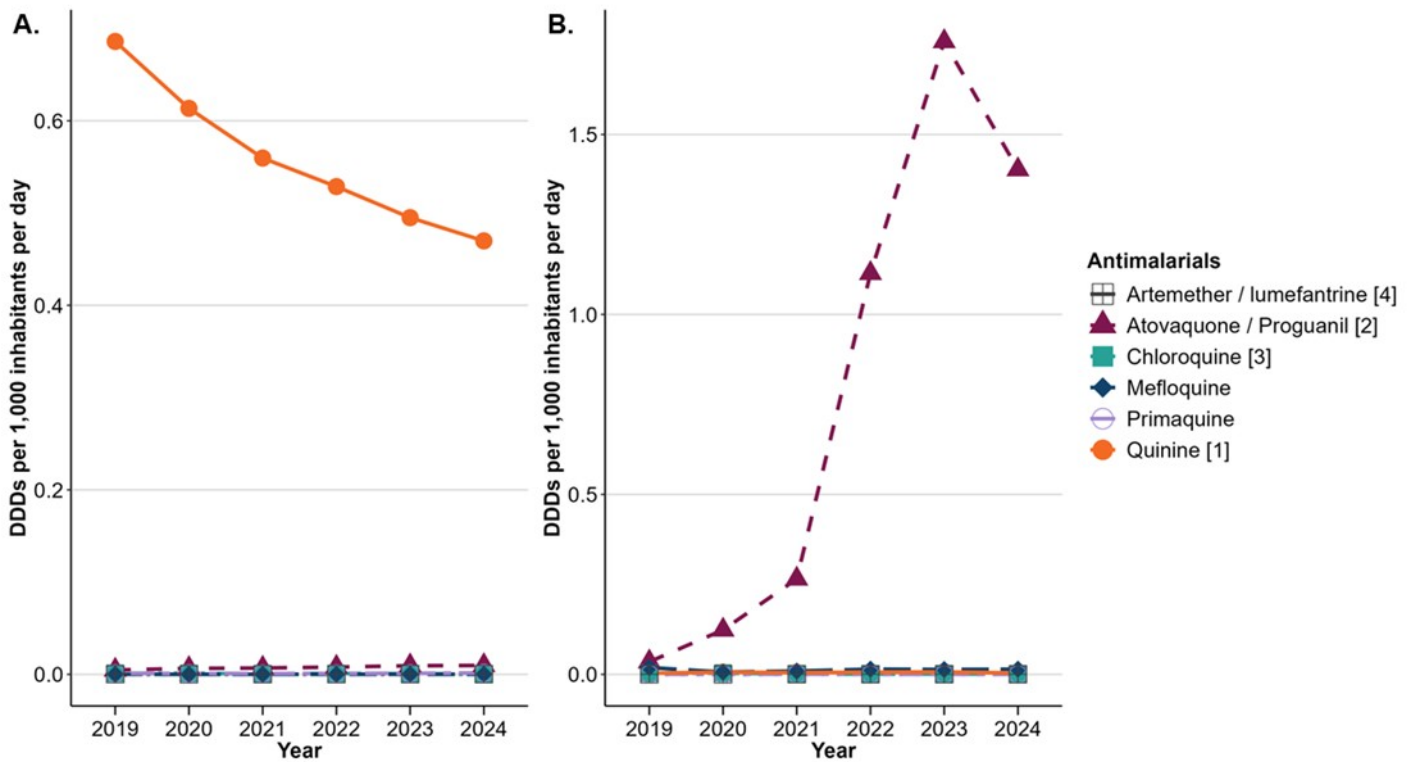 A.
DDDs per 1,000 inhabitants per day
0.6
0.4
0.2
0.0
2019 2020 2021 2022 2023 2024
Year
B.
DDDs per 1,000 inhabitants per day
1.5
1.0
0.5
0.0
2019 2020 2021 2022 2023 2024
Year
Antimalarials
Artemether / lumefantrine [4]
Atovaquone / Proguanil [2]
Chloroquine [3]
Mefloquine
Primaquine
Quinine [1]